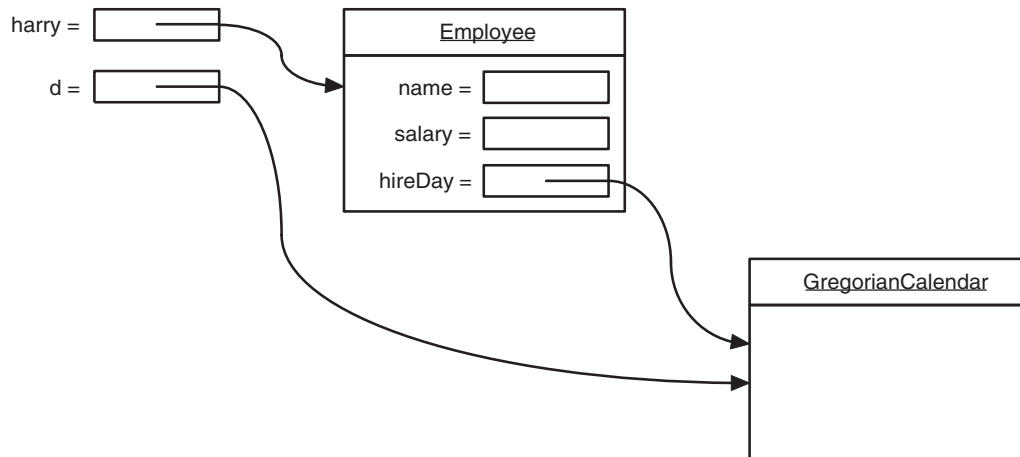 harry =
Employee
d =
name =
salary =
hireDay =
GregorianCalendar